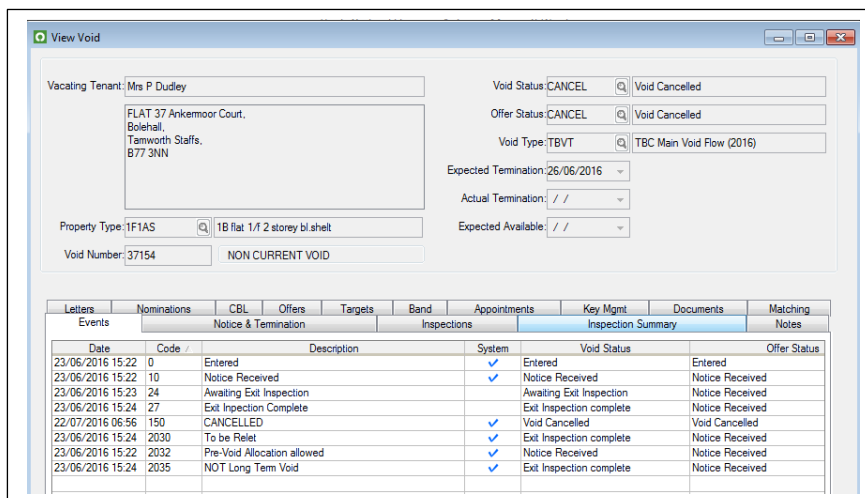 View Void
Vacating Tenant: Mrs P Dudley
FLAT 37 Ankermoor Court,
Bolehall,
Tamworth Staffs,
B77 3NN
Property Type: 1F1AS 1B flat 1/f 2 storey bl.shelt
Void Number: 37154 NON CURRENT VOID
Void Status: CANCEL Void Cancelled
Offer Status: CANCEL Void Cancelled
Void Type: TBVT TBC Main Void Flow (2016)
Expected Termination: 26/06/2016
Actual Termination: / /
Expected Available: / /
Letters Nominations CBL Offers Targets Band Appointments Key Mgmt Documents Matching
Events Notice & Termination Inspections Inspection Summary Notes
Date Code / Description System Void Status Offer Status
23/06/2016 15:22 0 Entered ✓ Entered Entered
23/06/2016 15:22 10 Notice Received ✓ Notice Received Notice Received
23/06/2016 15:23 24 Awaiting Exit Inspection Awaiting Exit Inspection Notice Received
23/06/2016 15:24 27 Exit Inpection Complete Exit Inspection complete Notice Received
22/07/2016 06:56 150 CANCELLED ✓ Void Cancelled Void Cancelled
23/06/2016 15:24 2030 To be Relet ✓ Exit Inspection complete Notice Received
23/06/2016 15:22 2032 Pre-Void Allocation allowed ✓ Notice Received Notice Received
23/06/2016 15:24 2035 NOT Long Term Void ✓ Exit Inspection complete Notice Received